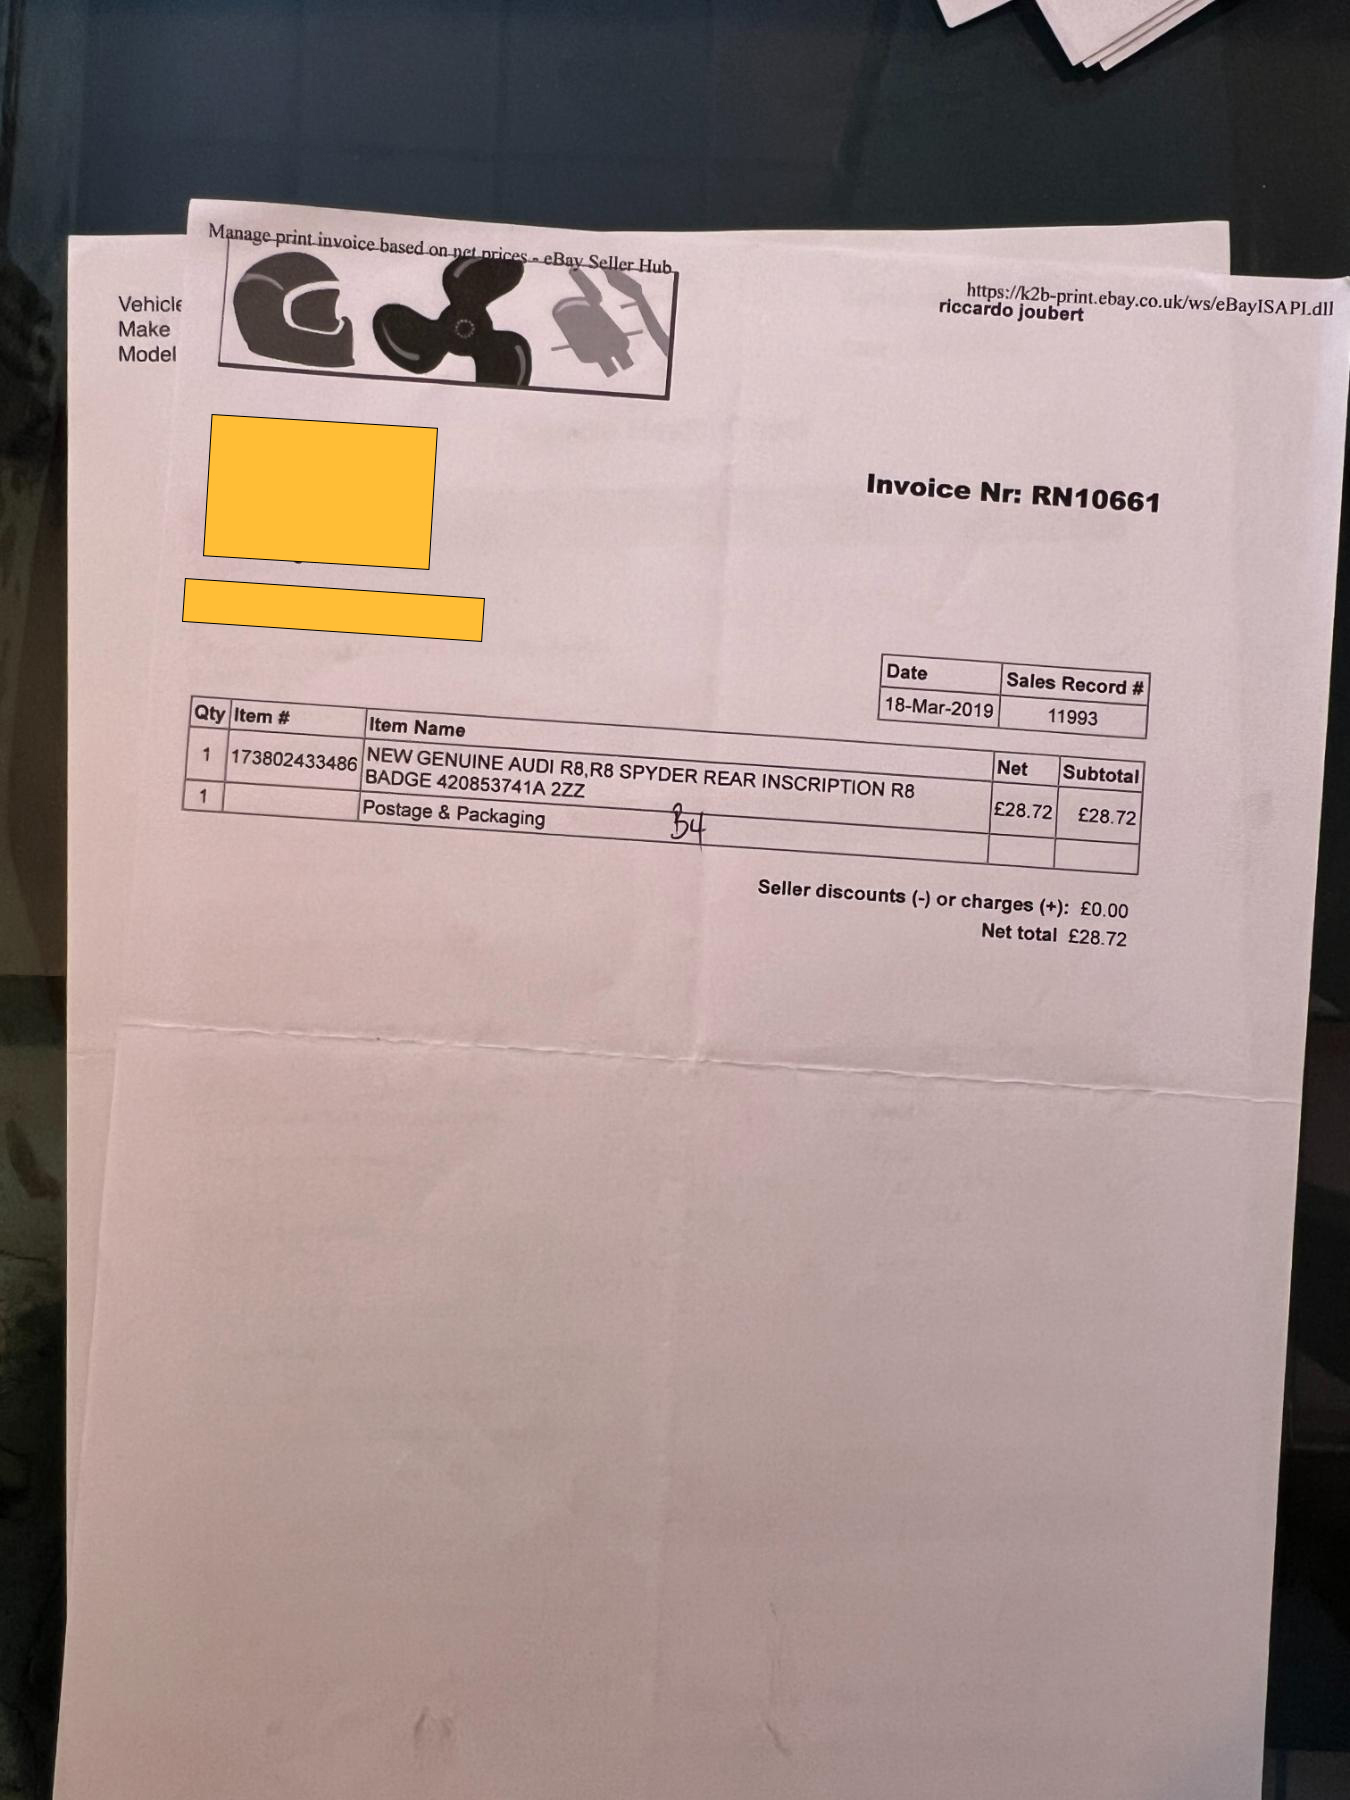 Manage print invoice based on net prices - eBay Seller Hub
https://k2b-print.ebay.co.uk/ws/eBayISAPI.dll
riccardo joubert
Vehicle
Make
Model
Invoice Nr: RN10661
Date Sales Record #
18-Mar-2019 11993
Qty Item # Item Name Net Subtotal
1 173802433486 NEW GENUINE AUDI R8,R8 SPYDER REAR INSCRIPTION R8 £28.72 £28.72
BADGE 420853741A 2ZZ
1 Postage & Packaging
B4
Seller discounts (-) or charges (+): £0.00
Net total £28.72